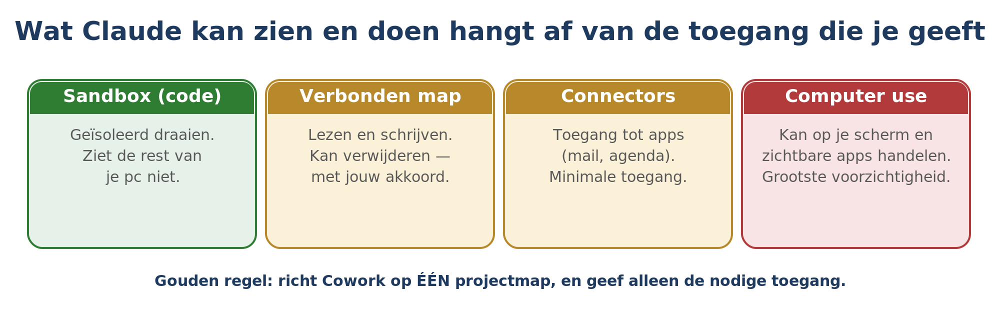 Wat Claude kan zien en doen hangt af van de toegang die je geeft
Sandbox (code)
Geïsoleerd draaien.
Ziet de rest van
je pc niet.
Verbonden map
Lezen en schrijven.
Kan verwijderen —
met jouw akkoord.
Connectors
Toegang tot apps
(mail, agenda).
Minimale toegang.
Computer use
Kan op je scherm en
zichtbare apps handelen.
Grootste voorzichtigheid.
Gouden regel: richt Cowork op ÉÉN projectmap, en geef alleen de nodige toegang.